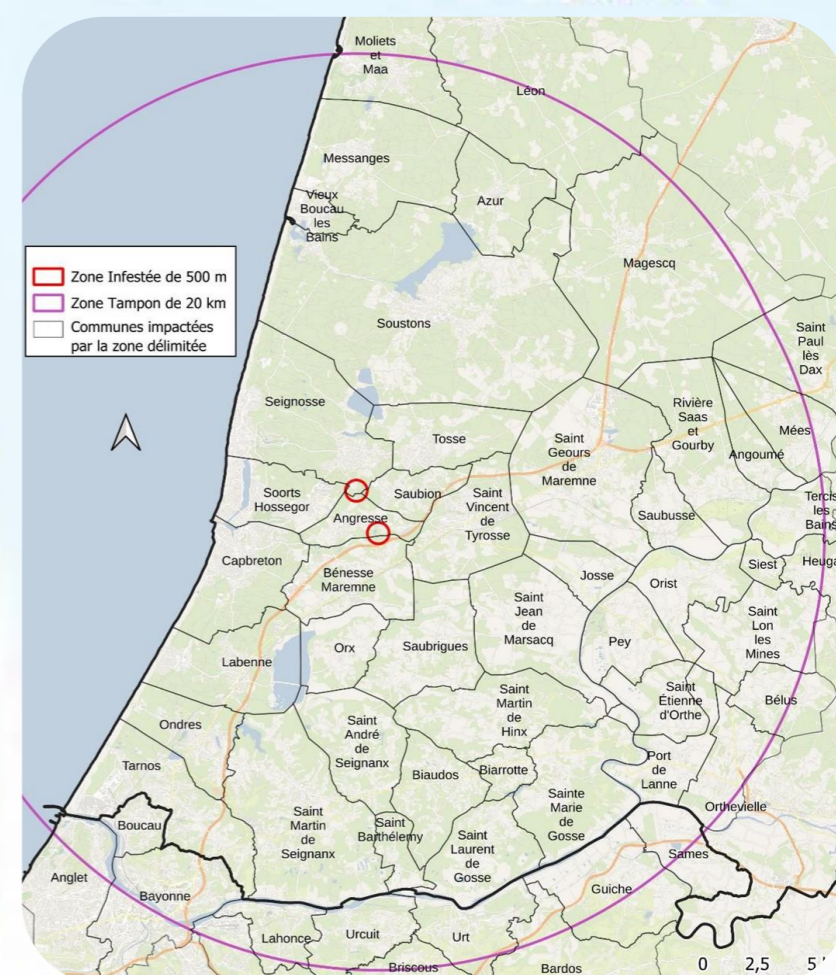 Moliets
et
Maa
Léon
Messanges
Azur
Vieux
Boucau
les
Bains
Magescq
Zone Infestée de 500 m
Zone Tampon de 20 km
Communes impactées
par la zone délimitée
Soustons
Saint
Paul
lès
Dax
Seignosse
Tosse
Saint
Geours
de
Maremne
Rivière
Saas
et
Gourby
Mées
Angoumé
Soorts
Hossegor
Saubion
Angresse
Saint
Vincent
de
Tyrosse
Saubusse
Tercis
les
Bains
Capbreton
Bénesse
Maremne
Josse
Orist
Siest
Heuga
Saint
Jean
de
Marsacq
Saint
Lon
les
Mines
Labenne
Orx
Saubrigues
Pey
Saint
Martin
de
Hinx
Saint
Étienne
d'Orthe
Bélus
Ondres
Saint
André
de
Seignanx
Tarnos
Biaudos
Biarrotte
Port
de
Lanne
Sainte
Marie
de
Gosse
Orthevielle
Boucau
Saint
Martin
de
Seignanx
Saint
Barthélemy
Saint
Laurent
de
Gosse
Sames
Anglet
Bayonne
Guiche
Lahonce
Urcuit
Urt
Briscous
Bardos
0 2,5 5